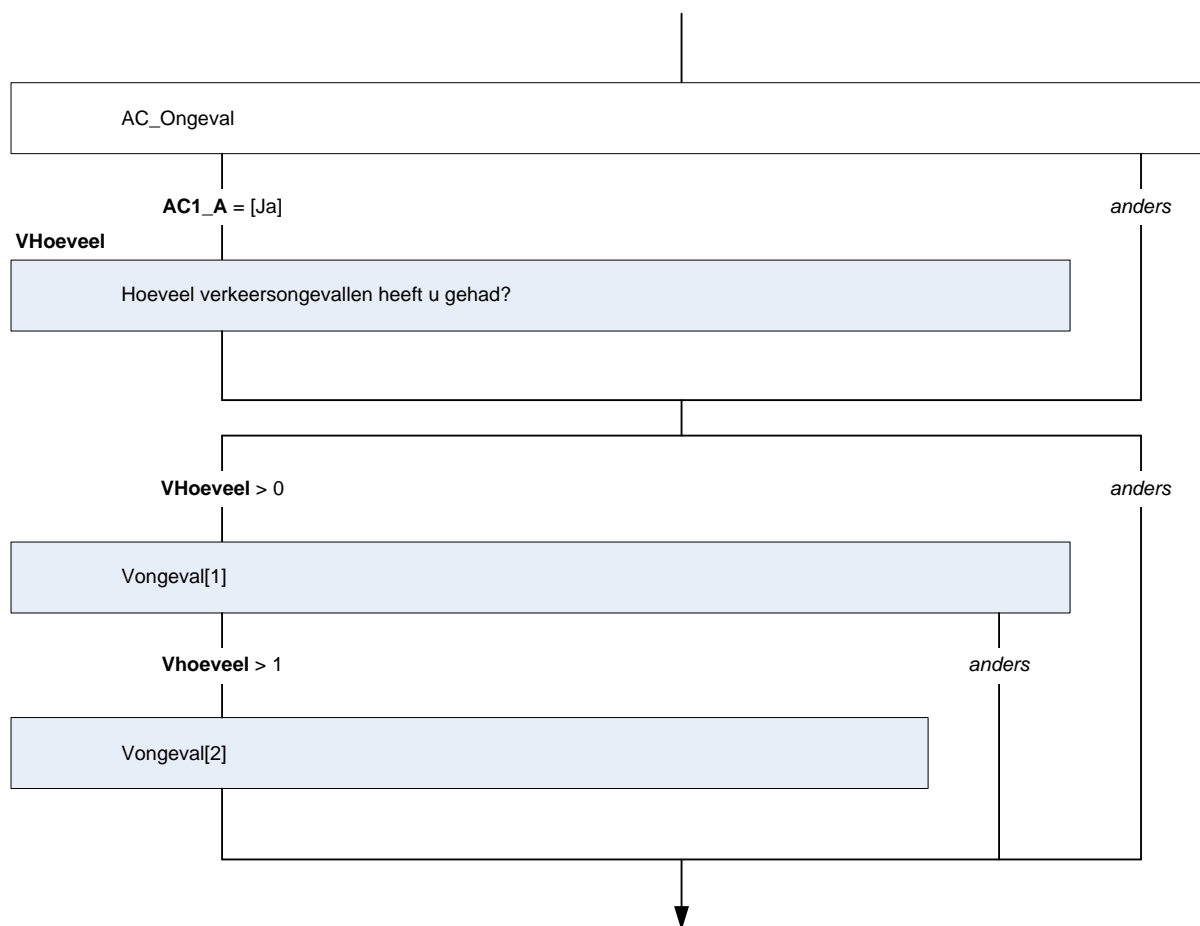 AC_Ongeval
AC1_A = [Ja]
anders
VHoeveel
Hoeveel verkeersongevallen heeft u gehad?
VHoeveel > 0
anders
Vongeval[1]
Vhoeveel > 1
anders
Vongeval[2]